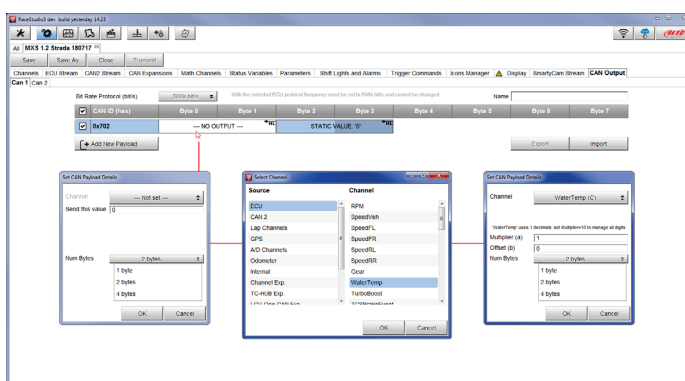 RaceStudio3 dev build yesterday 14.23
All MXS 1.2 Strada 180717
Save Save As Close Transmit
Channels ECU Stream CAN2 Stream CAN Expansions Math Channels Status Variables Parameters Shift Lights and Alarms Trigger Commands Icons Manager Display SmartyCam Stream CAN Output
Can 1 Can 2
Bit Rate Protocol (bit/s) 500k bit/s With the selected ECU protocol frequency must be set to 500k bit/s and cannot be changed Name
CAN ID (hex) Byte 0 Byte 1 Byte 2 Byte 3 Byte 4 Byte 5 Byte 6 Byte 7
0x702 --- NO OUTPUT --- STATIC VALUE: '0'
+ Add New Payload Export Import
Set CAN Payload Details
Channel --- Not set ---
Send this value 0
Num Bytes 2 bytes
1 byte
2 bytes
4 bytes
OK Cancel
Select Channel
Source Channel
ECU RPM
CAN 2 SpeedVeh
Lap Channels SpeedFL
GPS SpeedFR
A/D Channels SpeedRL
Odometer SpeedRR
Internal Gear
Channel Exp. WaterTemp
TC-HUB Exp. TurboBoost
OK Cancel
Set CAN Payload Details
Channel WaterTemp (C)
'WaterTemp' uses 1 decimals: set Multiplier=10 to manage all digits
Multiplier (a) 1
Offset (b) 0
Num Bytes 2 bytes
1 byte
2 bytes
4 bytes
OK Cancel